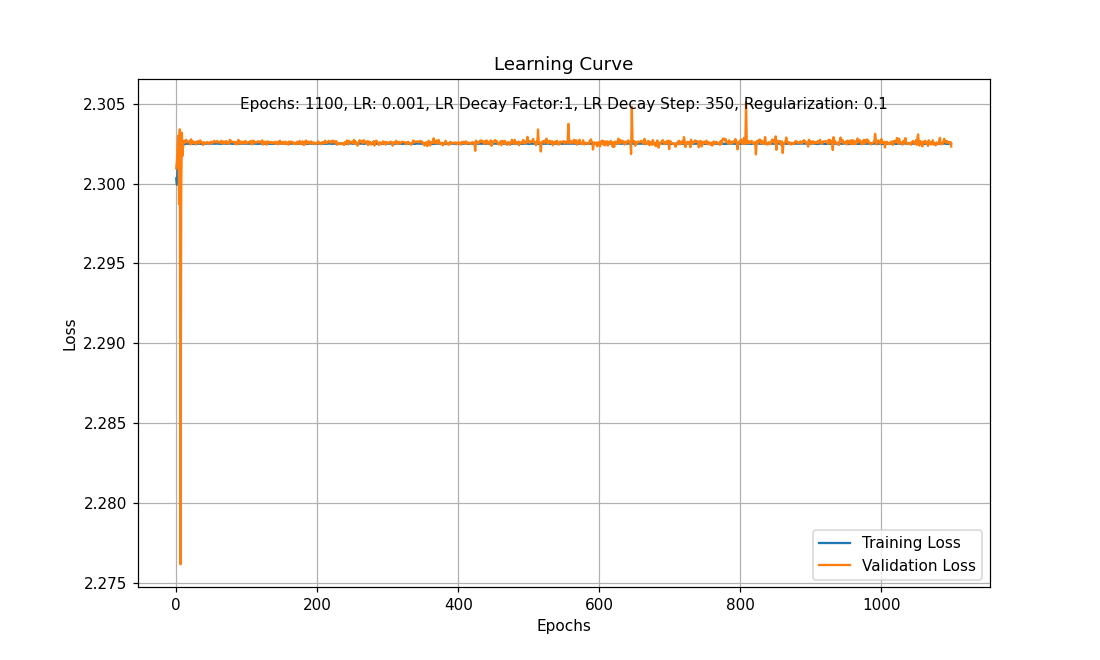 Learning Curve
Epochs: 1100, LR: 0.001, LR Decay Factor:1, LR Decay Step: 350, Regularization: 0.1
2.305
2.300
2.295
2.290
2.285
2.280
2.275
Loss
0 200 400 600 800 1000
Epochs
Training Loss
Validation Loss